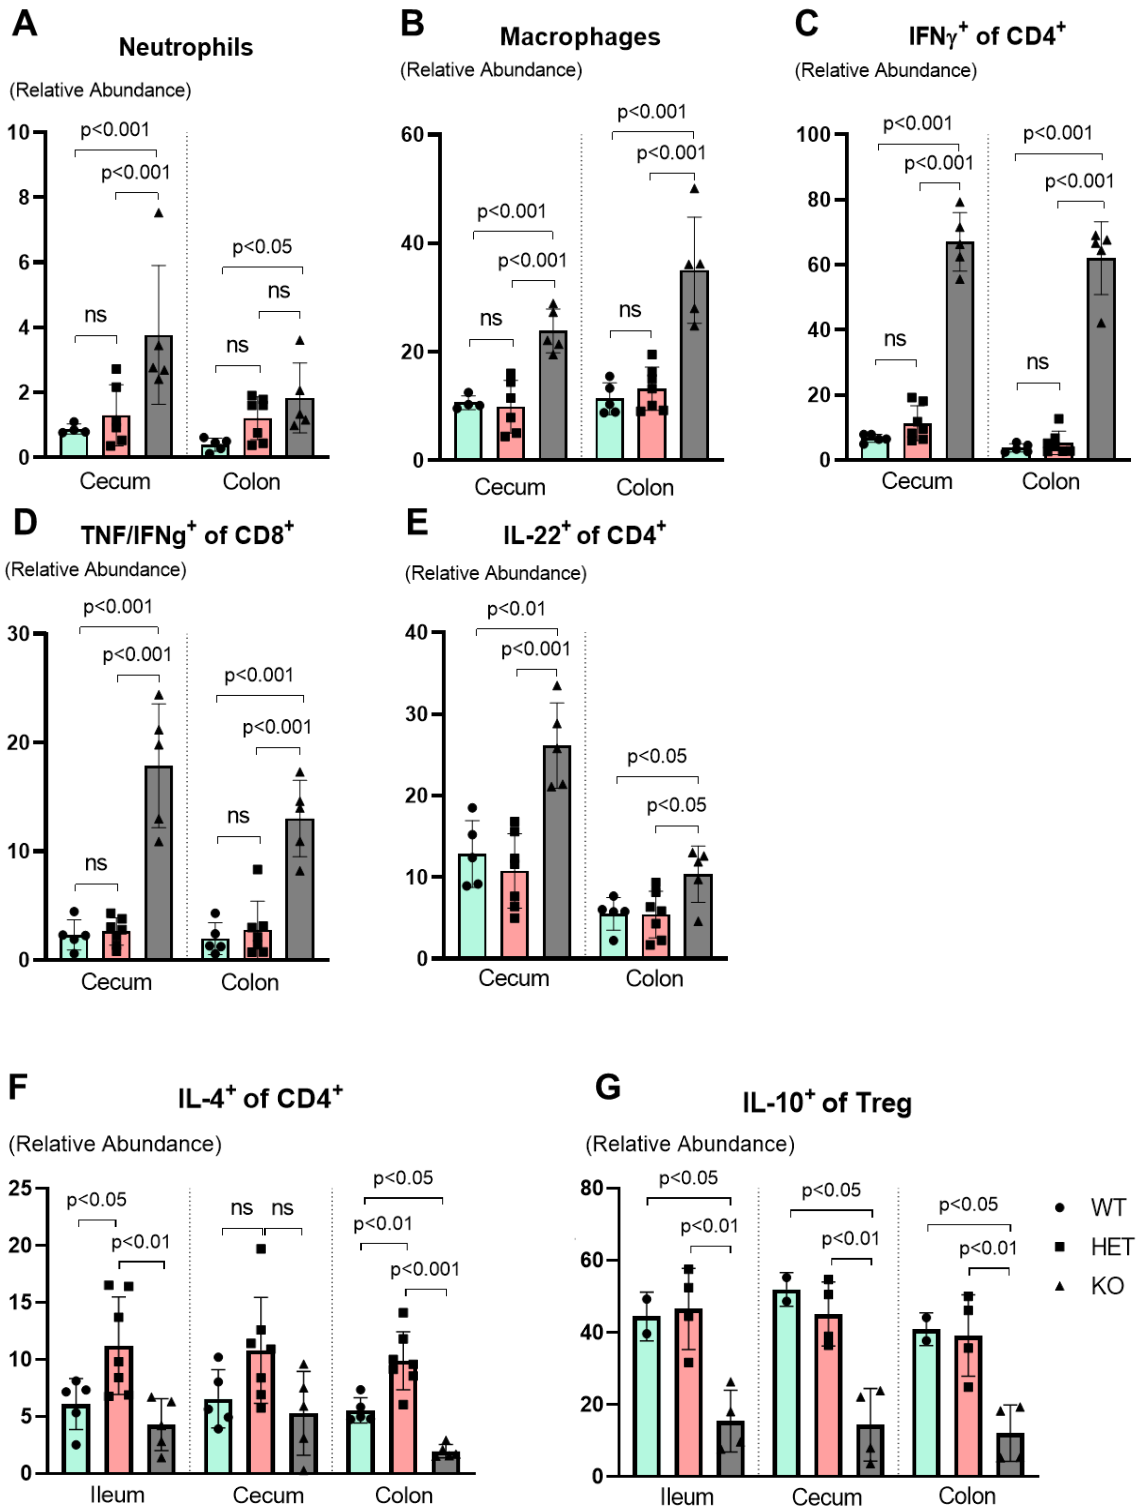 A
Neutrophils
(Relative Abundance)
10
8
6
4
2
0
p<0.001
p<0.001
ns
p<0.05
ns
ns
Cecum
Colon
B
Macrophages
(Relative Abundance)
60
40
20
0
p<0.001
p<0.001
ns
p<0.001
p<0.001
ns
Cecum
Colon
C
IFNγ⁺ of CD4⁺
(Relative Abundance)
100
80
60
40
20
0
p<0.001
p<0.001
ns
p<0.001
p<0.001
ns
Cecum
Colon
D
TNF/IFNg⁺ of CD8⁺
(Relative Abundance)
30
20
10
0
p<0.001
p<0.001
ns
p<0.001
p<0.001
ns
Cecum
Colon
E
IL-22⁺ of CD4⁺
(Relative Abundance)
40
30
20
10
0
p<0.01
p<0.001
p<0.05
p<0.05
Cecum
Colon
F
IL-4⁺ of CD4⁺
(Relative Abundance)
25
20
15
10
5
0
p<0.05
p<0.01
ns
ns
p<0.05
p<0.01
p<0.001
Ileum
Cecum
Colon
G
IL-10⁺ of Treg
(Relative Abundance)
80
60
40
20
0
p<0.05
p<0.01
p<0.05
p<0.01
p<0.05
p<0.01
Ileum
Cecum
Colon
WT
HET
KO